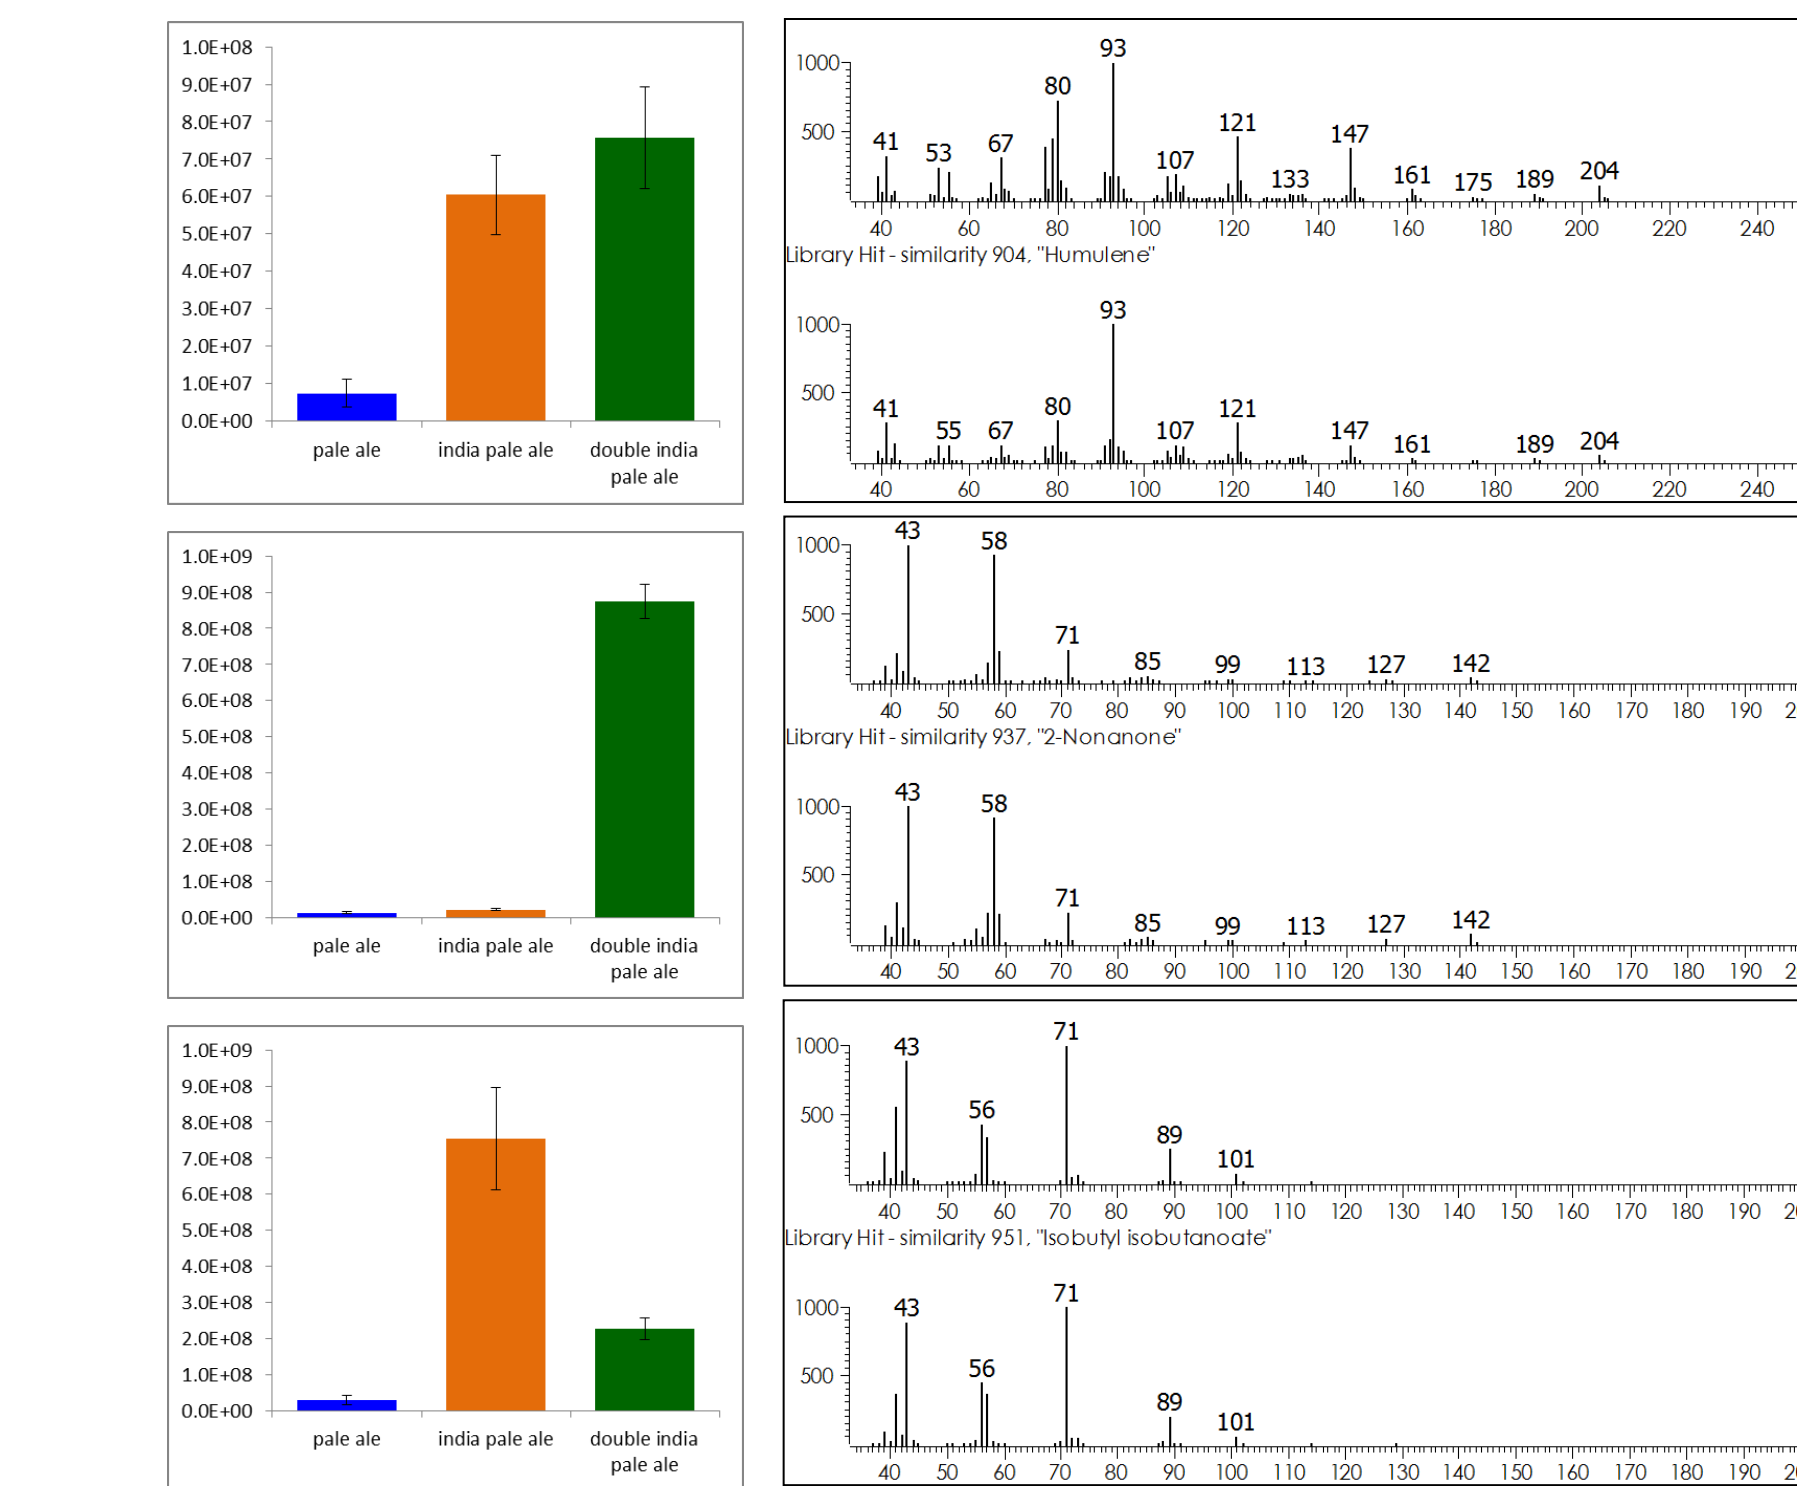 1.0E+08
9.0E+07
8.0E+07
7.0E+07
6.0E+07
5.0E+07
4.0E+07
3.0E+07
2.0E+07
1.0E+07
0.0E+00
pale ale india pale ale double india
pale ale
1000
500
41 53 67 80 93 107 121 133 147 161 175 189 204
40 60 80 100 120 140 160 180 200 220 240
Library Hit - similarity 904, "Humulene"
1000
500
41 55 67 80 93 107 121 147 161 189 204
40 60 80 100 120 140 160 180 200 220 240
1.0E+09
9.0E+08
8.0E+08
7.0E+08
6.0E+08
5.0E+08
4.0E+08
3.0E+08
2.0E+08
1.0E+08
0.0E+00
pale ale india pale ale double india
pale ale
1000
500
43 58 71 85 99 113 127 142
40 50 60 70 80 90 100 110 120 130 140 150 160 170 180 190
Library Hit - similarity 937, "2-Nonanone"
1000
500
43 58 71 85 99 113 127 142
40 50 60 70 80 90 100 110 120 130 140 150 160 170 180 190
1.0E+09
9.0E+08
8.0E+08
7.0E+08
6.0E+08
5.0E+08
4.0E+08
3.0E+08
2.0E+08
1.0E+08
0.0E+00
pale ale india pale ale double india
pale ale
1000
500
43 56 71 89 101
40 50 60 70 80 90 100 110 120 130 140 150 160 170 180 190
Library Hit - similarity 951, "Isobutyl isobutanoate"
1000
500
43 56 71 89 101
40 50 60 70 80 90 100 110 120 130 140 150 160 170 180 190